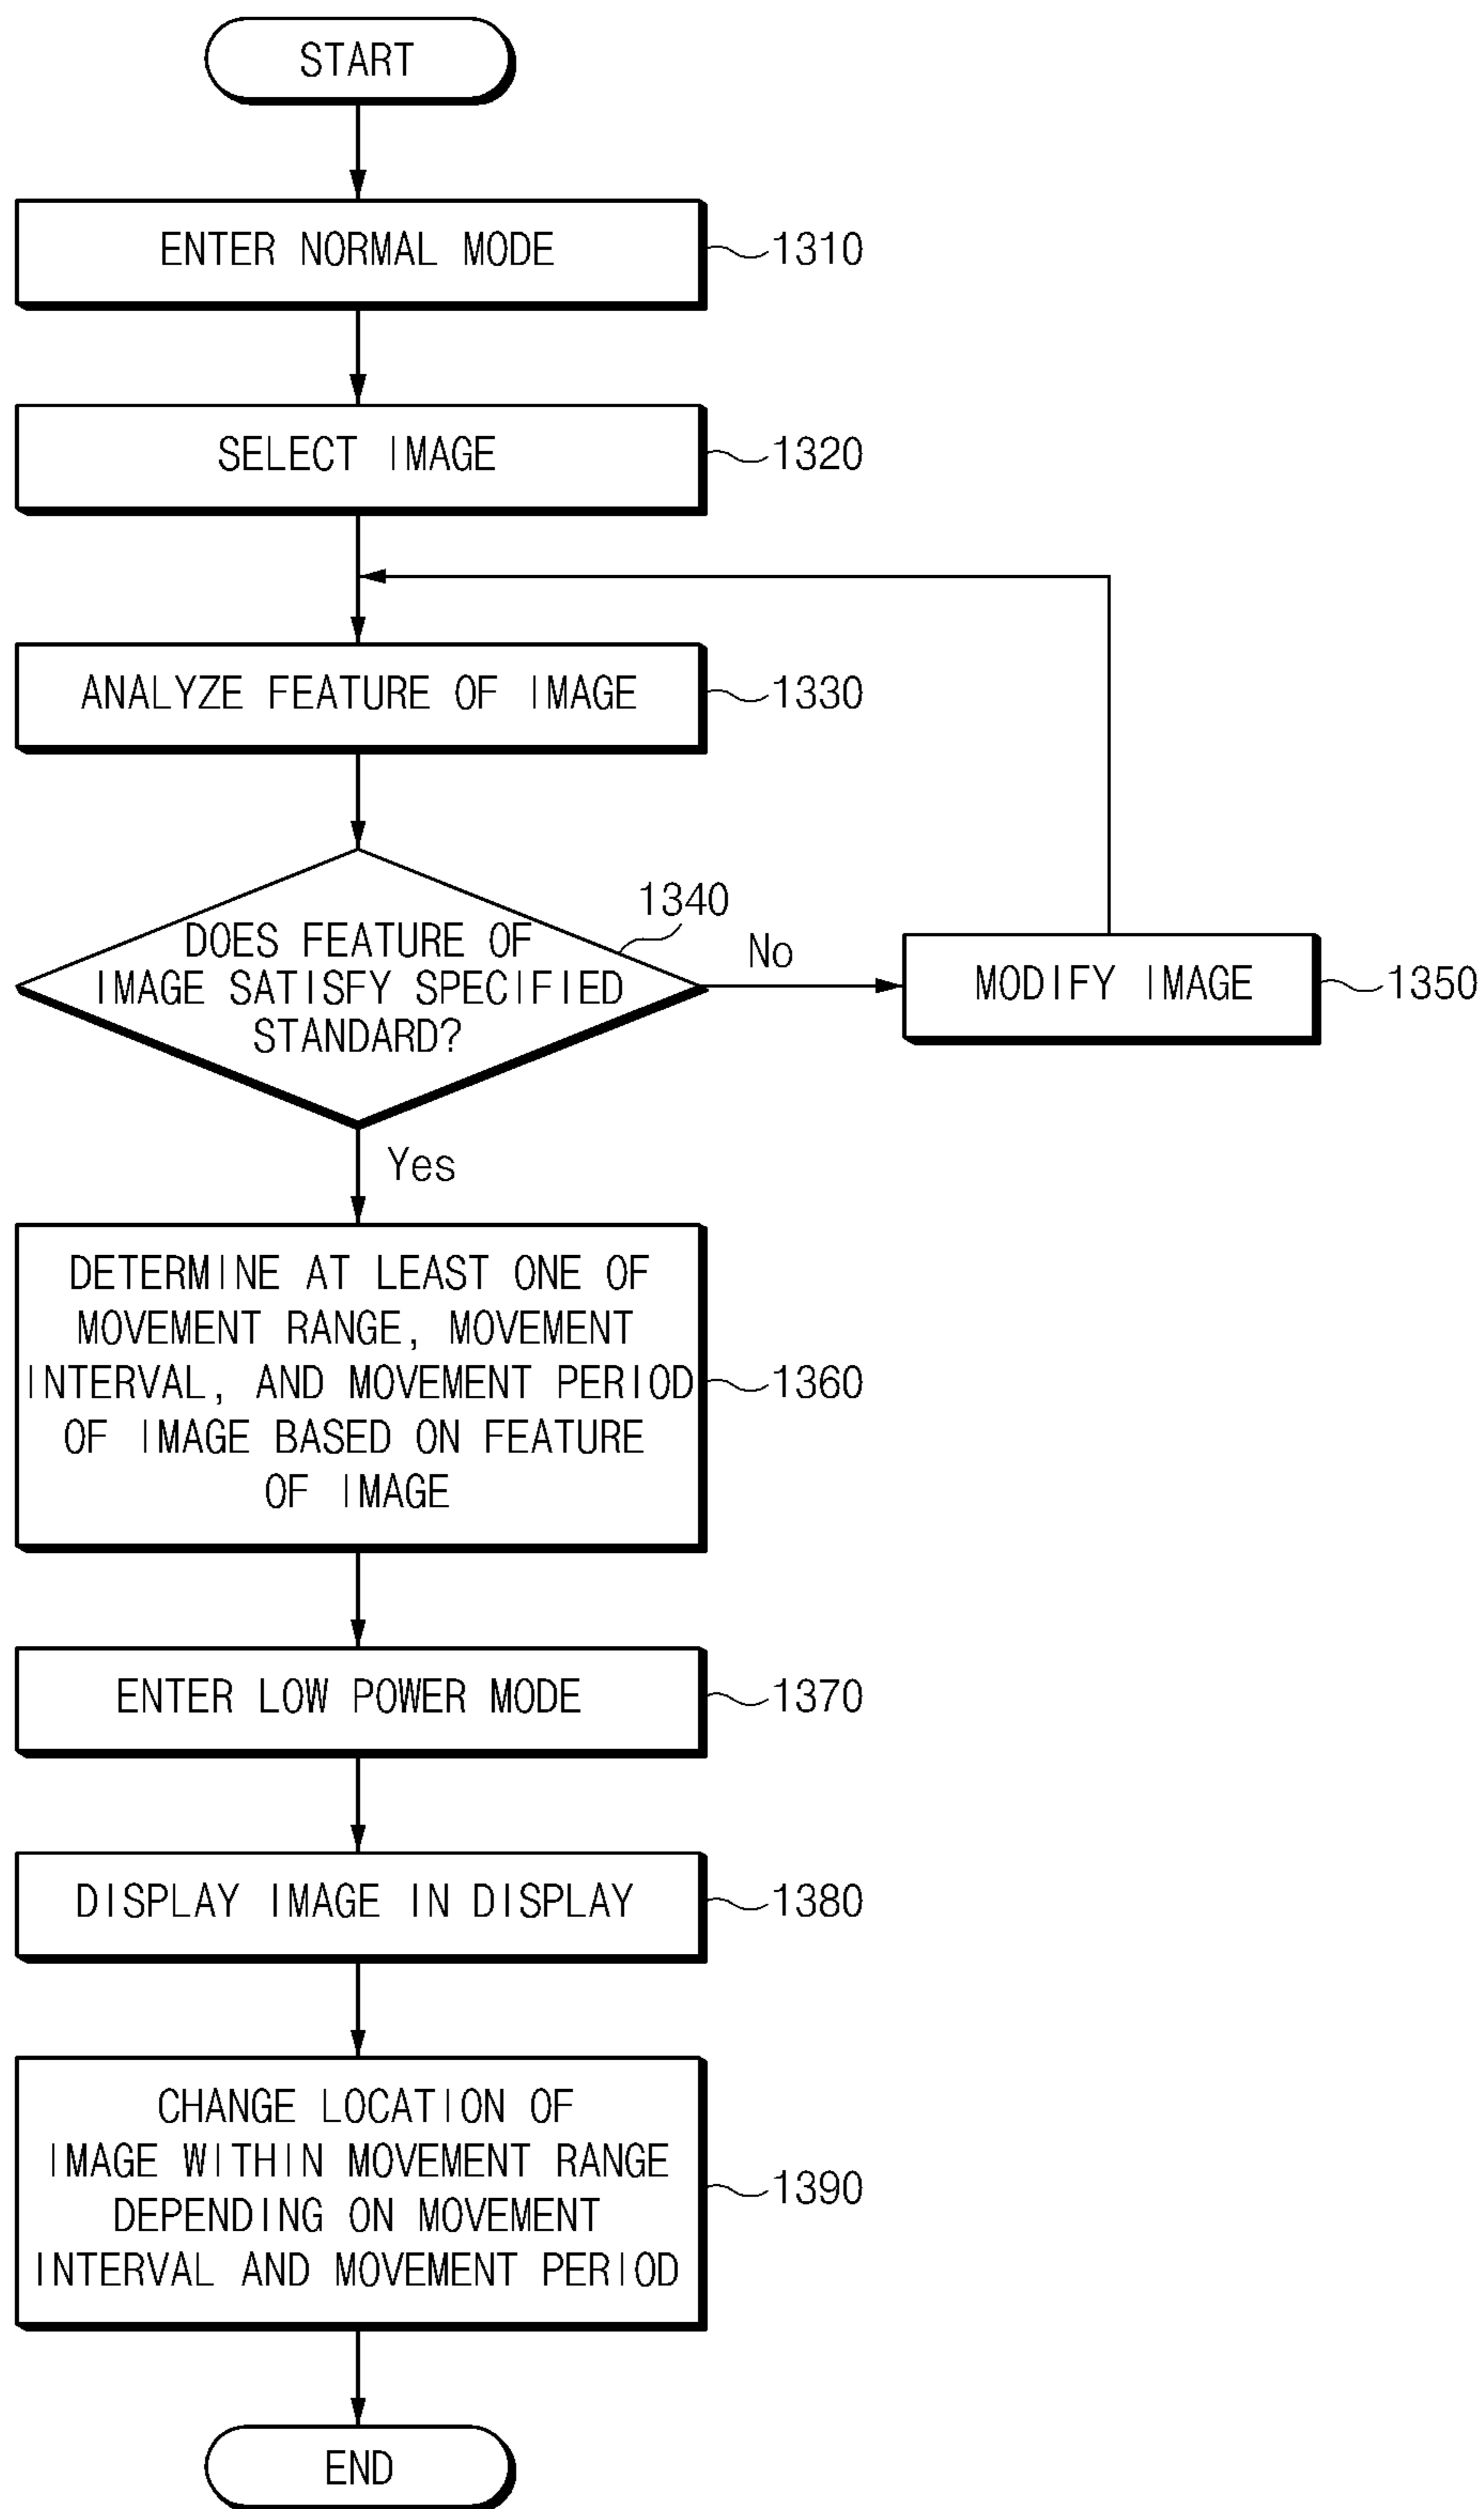 START
ENTER NORMAL MODE
1310
SELECT IMAGE
1320
ANALYZE FEATURE OF IMAGE
1330
DOES FEATURE OF
IMAGE SATISFY SPECIFIED
STANDARD?
1340
No
MODIFY IMAGE
1350
Yes
DETERMINE AT LEAST ONE OF
MOVEMENT RANGE, MOVEMENT
INTERVAL, AND MOVEMENT PERIOD
OF IMAGE BASED ON FEATURE
OF IMAGE
1360
ENTER LOW POWER MODE
1370
DISPLAY IMAGE IN DISPLAY
1380
CHANGE LOCATION OF
IMAGE WITHIN MOVEMENT RANGE
DEPENDING ON MOVEMENT
INTERVAL AND MOVEMENT PERIOD
1390
END